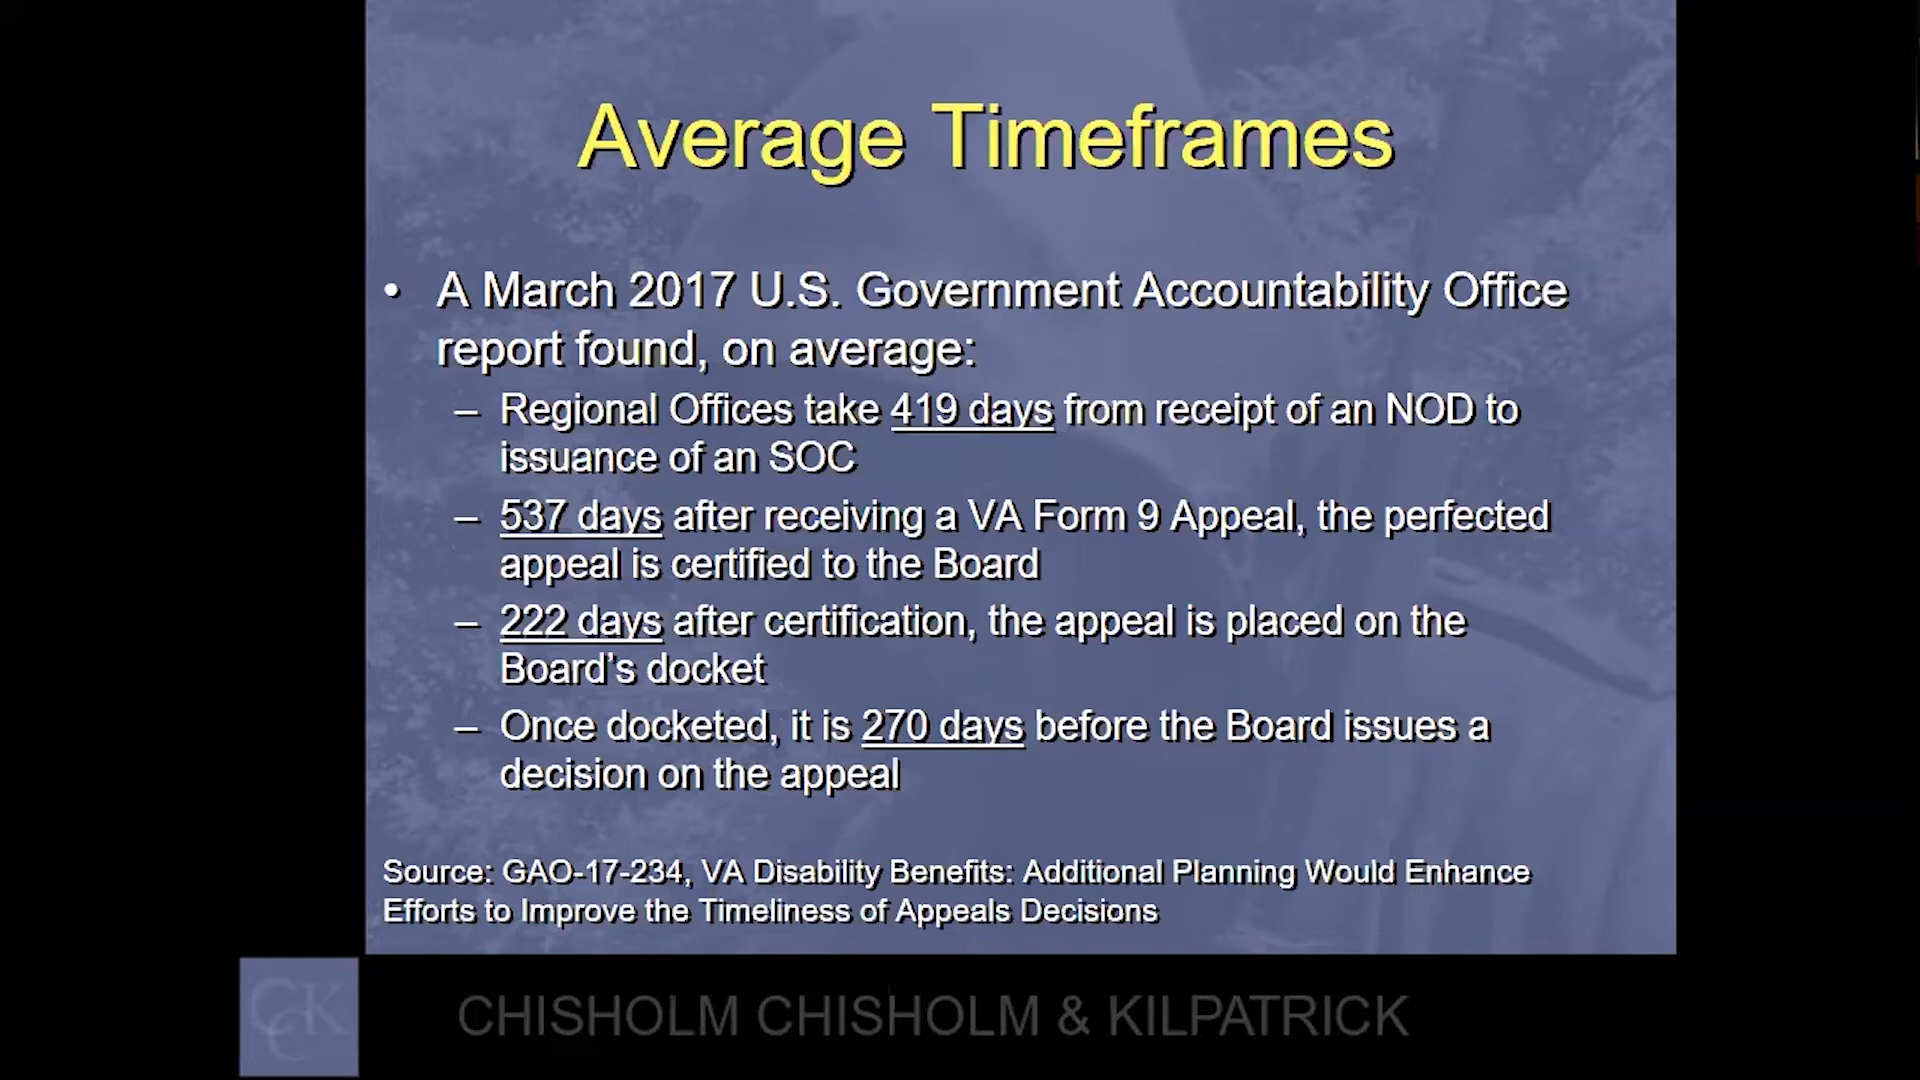 Average Timeframes
• A March 2017 U.S. Government Accountability Office
report found, on average:
– Regional Offices take 419 days from receipt of an NOD to
issuance of an SOC
– 537 days after receiving a VA Form 9 Appeal, the perfected
appeal is certified to the Board
– 222 days after certification, the appeal is placed on the
Board’s docket
– Once docketed, it is 270 days before the Board issues a
decision on the appeal
Source: GAO-17-234, VA Disability Benefits: Additional Planning Would Enhance
Efforts to Improve the Timeliness of Appeals Decisions
CCK
CHISHOLM CHISHOLM & KILPATRICK